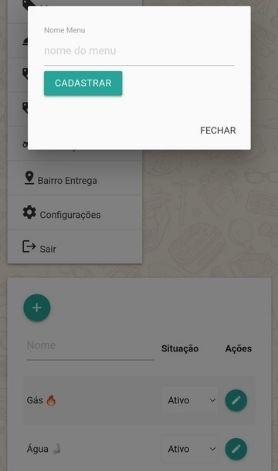 Nome Menu
nome do menu
CADASTRAR
FECHAR
Bairro Entrega
Configurações
Sair
Nome
Situação
Ações
Gás 🔥
Ativo
Água
Ativo